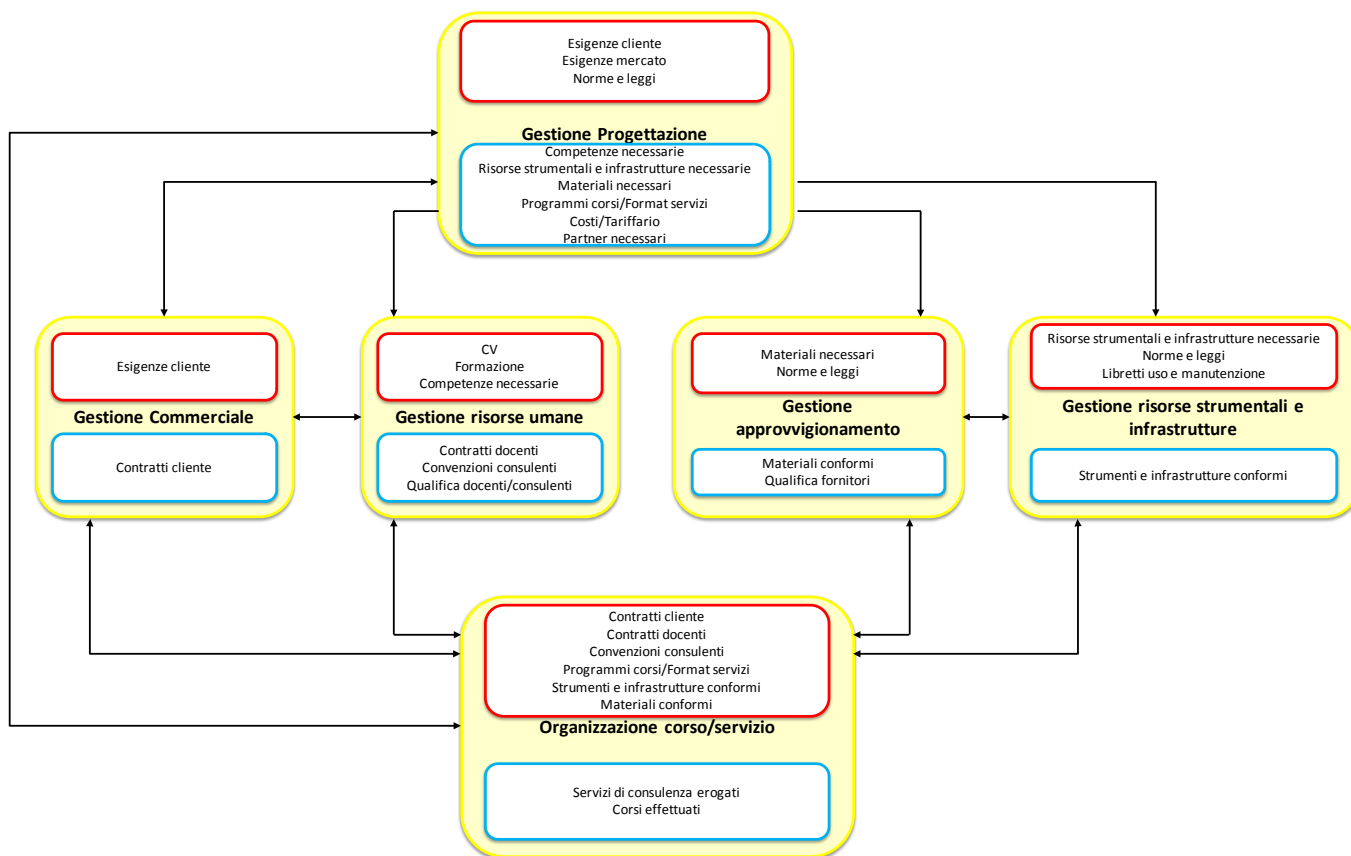 Esigenze cliente
Esigenze mercato
Norme e leggi
Gestione Progettazione
Competenze necessarie
Risorse strumentali e infrastrutture necessarie
Materiali necessari
Programmi corsi/Format servizi
Costi/Tariffario
Partner necessari
Esigenze cliente
Gestione Commerciale
Contratti cliente
CV
Formazione
Competenze necessarie
Gestione risorse umane
Contratti docenti
Convenzioni consulenti
Qualifica docenti/consulenti
Materiali necessari
Norme e leggi
Gestione
approvvigionamento
Materiali conformi
Qualifica fornitori
Risorse strumentali e infrastrutture necessarie
Norme e leggi
Libretti uso e manutenzione
Gestione risorse strumentali e
infrastrutture
Strumenti e infrastrutture conformi
Contratti cliente
Contratti docenti
Convenzioni consulenti
Programmi corsi/Format servizi
Strumenti e infrastrutture conformi
Materiali conformi
Organizzazione corso/servizio
Servizi di consulenza erogati
Corsi effettuati